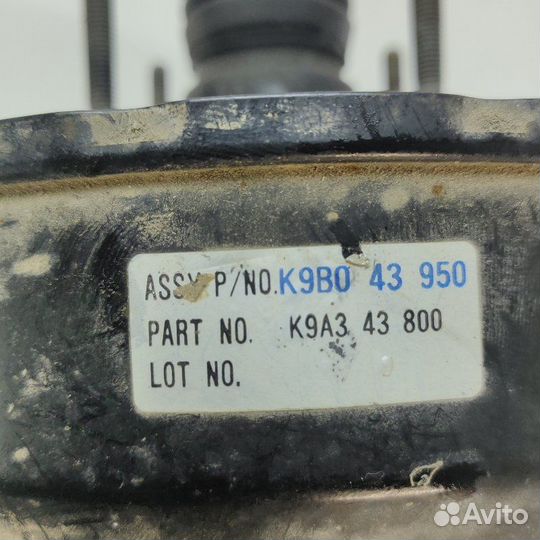 ASSY P/NO. K9B0 43 950
PART NO. K9A3 43 800
LOT NO.
Avito